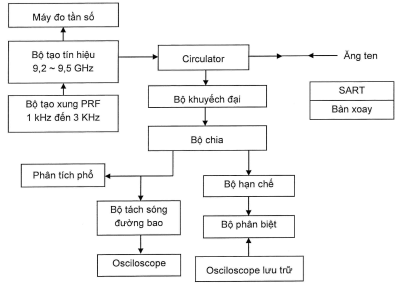 Máy đo tần số
Bộ tạo tín hiệu
9,2 ~ 9,5 GHz
Circulator
Ăng ten
Bộ tạo xung PRF
1 kHz đến 3 KHz
Bộ khuyếch đại
SART
Bàn xoay
Bộ chia
Phân tích phổ
Bộ hạn chế
Bộ tách sóng
đường bao
Bộ phân biệt
Osciloscope
Osciloscope lưu trữ